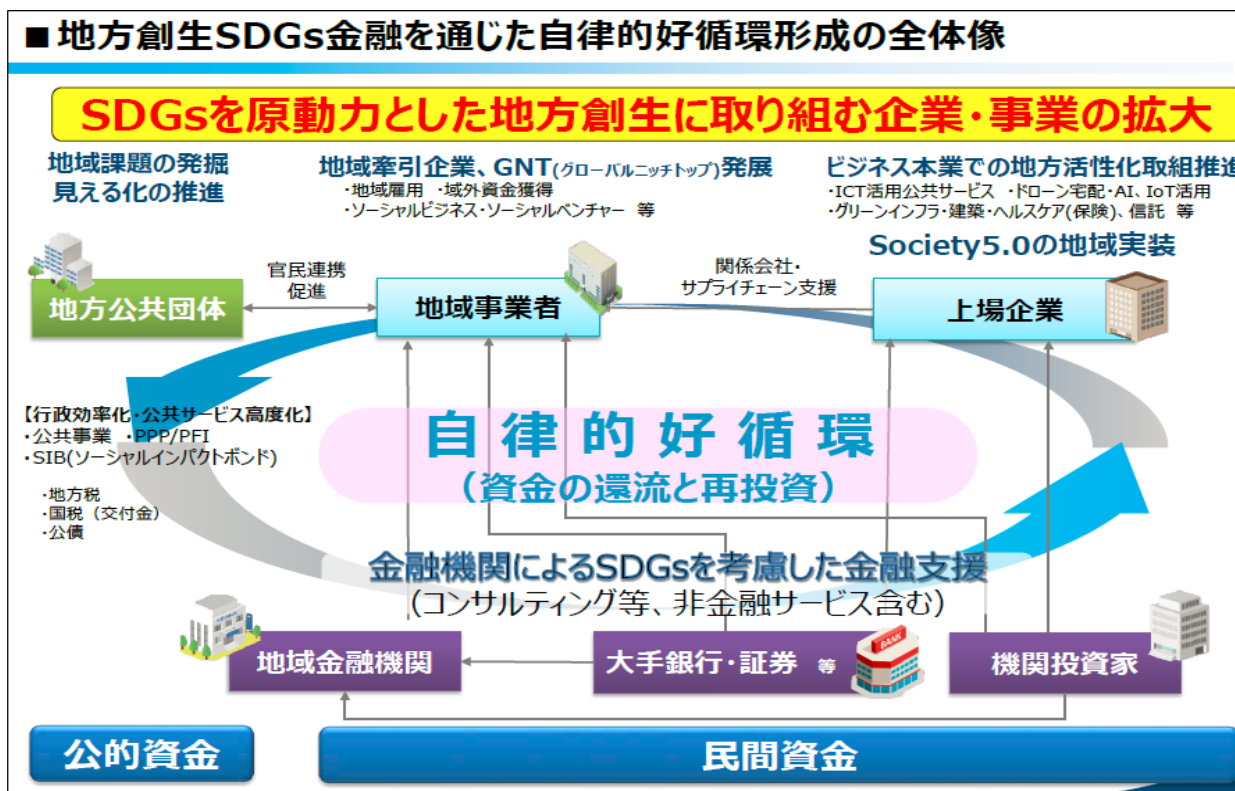 ■地方創生SDGs金融を通じた自律的好循環形成の全体像
SDGsを原動力とした地方創生に取り組む企業・事業の拡大
地域課題の発掘
見える化の推進
地域牽引企業、GNT(グローバルニッチトップ)発展
・地域雇用 ・域外資金獲得
・ソーシャルビジネス・ソーシャルベンチャー 等
ビジネス本業での地方活性化取組推進
・ICT活用公共サービス ・ドローン宅配・AI、IoT活用
・グリーンインフラ・建築・ヘルスケア(保険)、信託 等
Society5.0の地域実装
地方公共団体
官民連携
促進
地域事業者
関係会社・
サプライチェーン支援
上場企業
【行政効率化・公共サービス高度化】
・公共事業 ・PPP/PFI
・SIB(ソーシャルインパクトボンド)
・地方税
・国税（交付金）
・公債
自律的好循環
（資金の還流と再投資）
金融機関によるSDGsを考慮した金融支援
(コンサルティング等、非金融サービス含む)
地域金融機関
大手銀行・証券 等
BANK
機関投資家
公的資金
民間資金